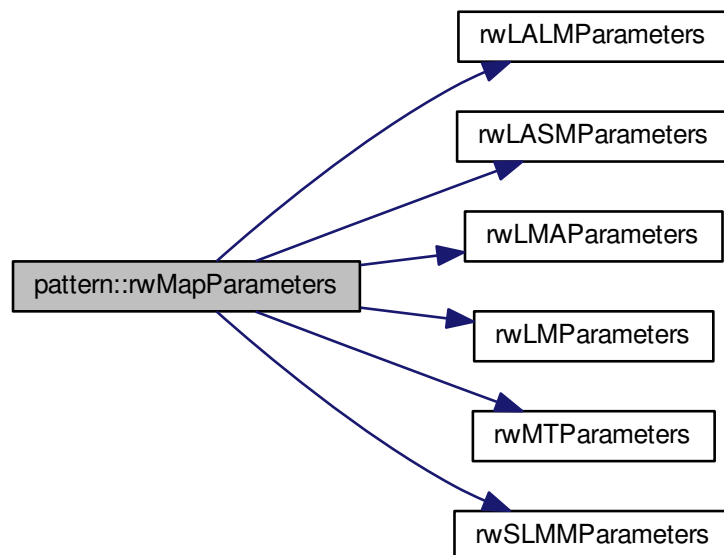 rwLALMParameters
rwLASMParameters
rwLMAParameters
pattern::rwMapParameters
rwLMParameters
rwMTParameters
rwSLMMParameters